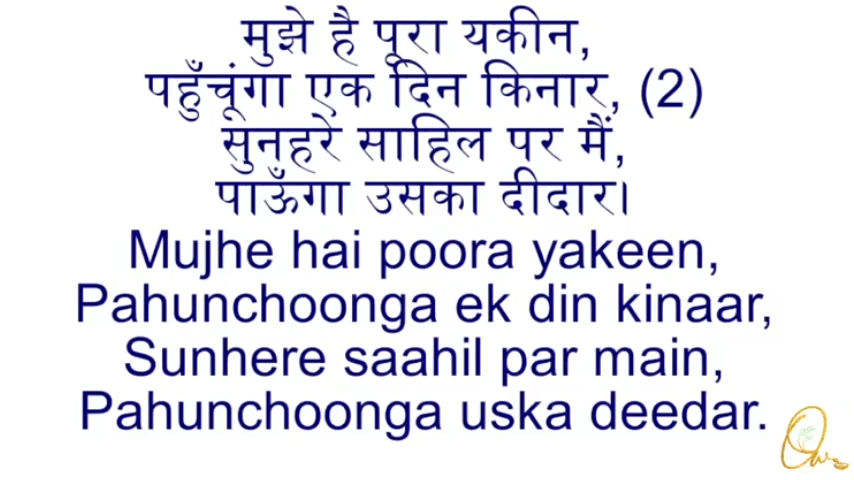 मुझे है पूरा यकीन,
पहुँचूंगा एक दिन किनार, (2)
सुनहरे साहिल पर मैं,
पाऊँगा उसका दीदार।
Mujhe hai poora yakeen,
Pahunchoonga ek din kinaar,
Sunhere saahil par main,
Pahunchoonga uska deedar.